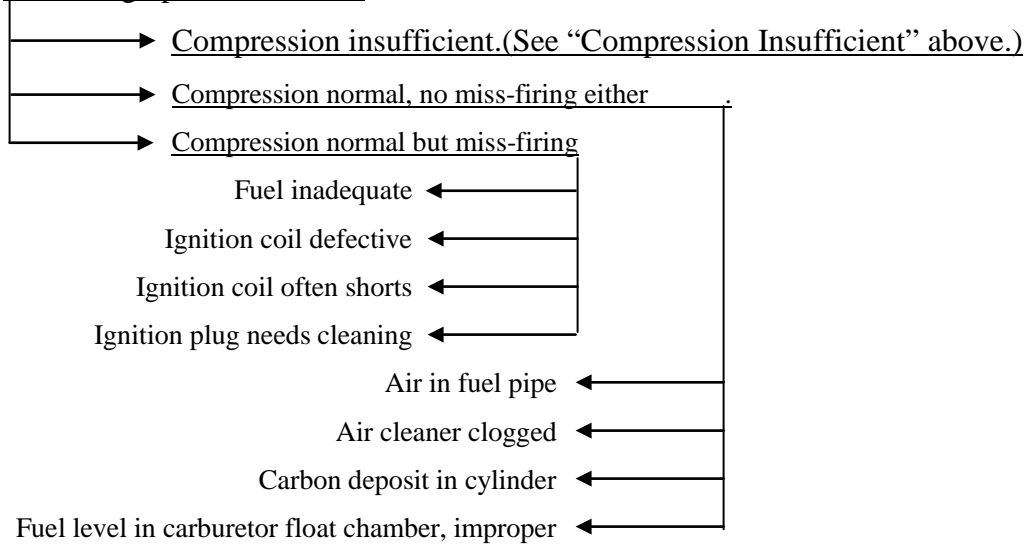 Compression insufficient.(See “Compression Insufficient” above.)
Compression normal, no miss-firing either .
Compression normal but miss-firing
Fuel inadequate
Ignition coil defective
Ignition coil often shorts
Ignition plug needs cleaning
Air in fuel pipe
Air cleaner clogged
Carbon deposit in cylinder
Fuel level in carburetor float chamber, improper